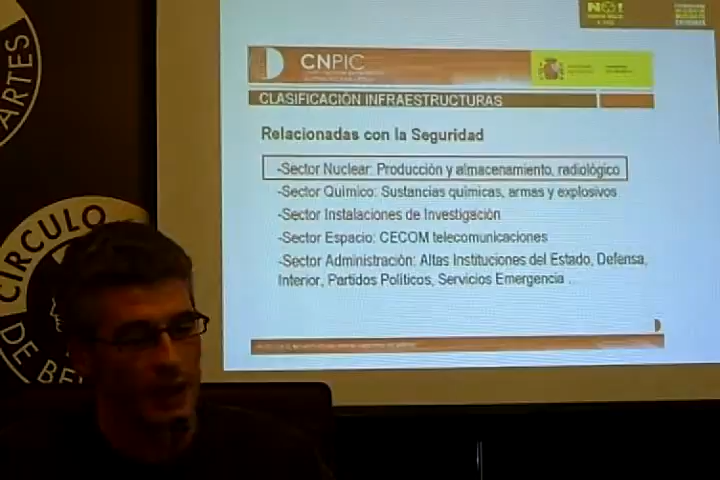 NO!
CNPIC
CLASIFICACIÓN INFRAESTRUCTURAS
Relacionadas con la Seguridad
-Sector Nuclear: Producción y almacenamiento, radiológico
-Sector Químico: Sustancias químicas, armas y explosivos
-Sector Instalaciones de Investigación
-Sector Espacio: CECOM telecomunicaciones
-Sector Administración: Altas Instituciones del Estado, Defensa,
Interior, Partidos Políticos, Servicios Emergencia .
ARTES
CIRCULO
DE BE